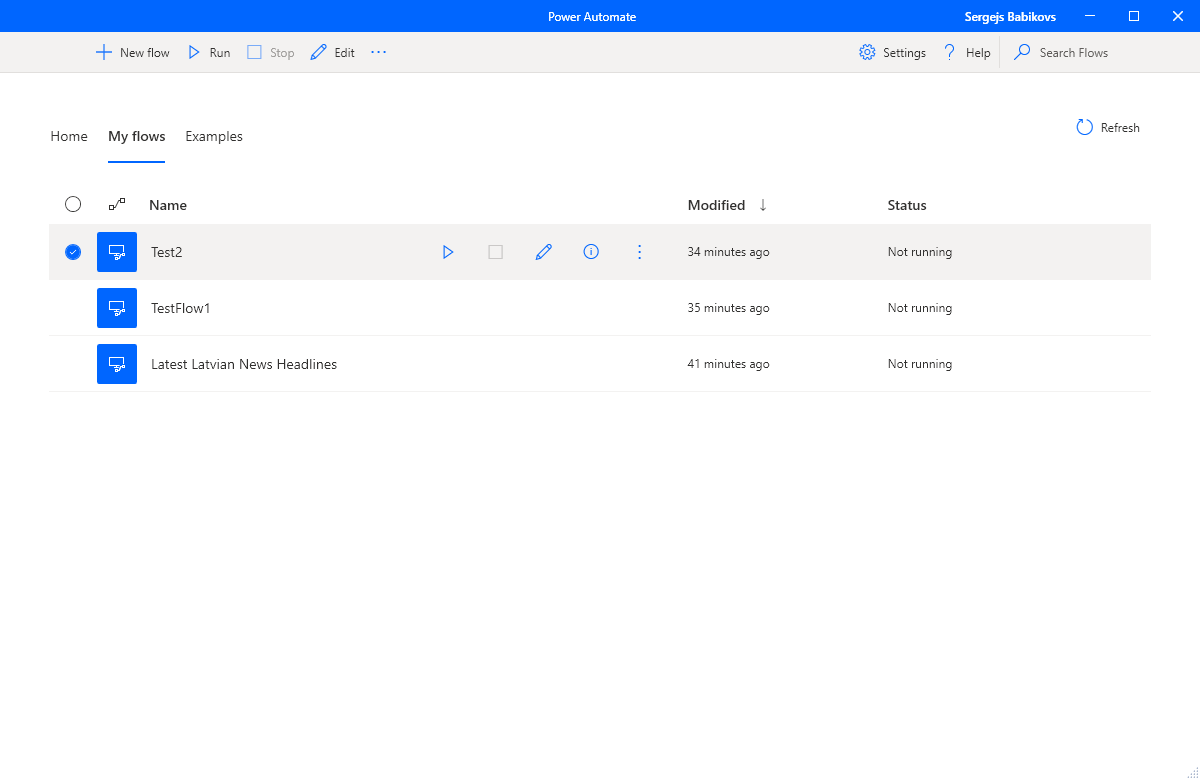 Power Automate
Sergejs Babikovs
New flow Run Stop Edit ... Settings Help Search Flows
Home My flows Examples
Refresh
Name Modified ↓ Status
Test2 34 minutes ago Not running
TestFlow1 35 minutes ago Not running
Latest Latvian News Headlines 41 minutes ago Not running